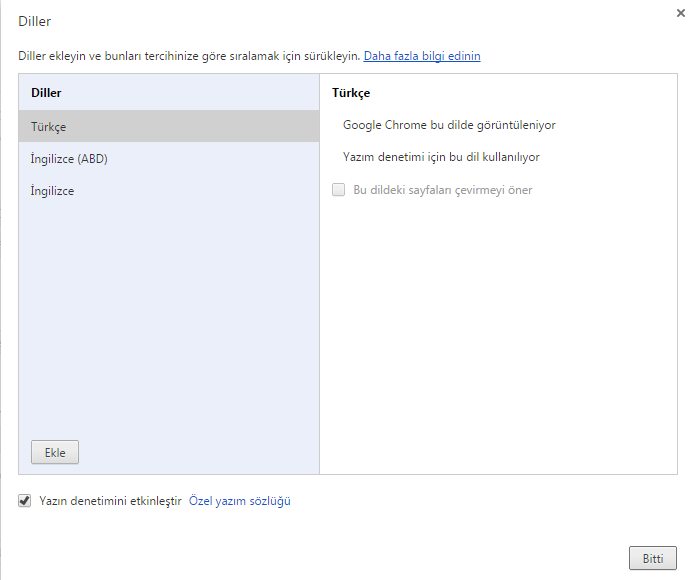 Diller
Diller ekleyin ve bunları tercihinize göre sıralamak için sürükleyin. Daha fazla bilgi edinin
Diller
Türkçe
İngilizce (ABD)
İngilizce
Ekle
Türkçe
Google Chrome bu dilde görüntüleniyor
Yazım denetimi için bu dil kullanılıyor
Bu dildeki sayfaları çevirmeyi öner
Yazın denetimini etkinleştir Özel yazım sözlüğü
Bitti